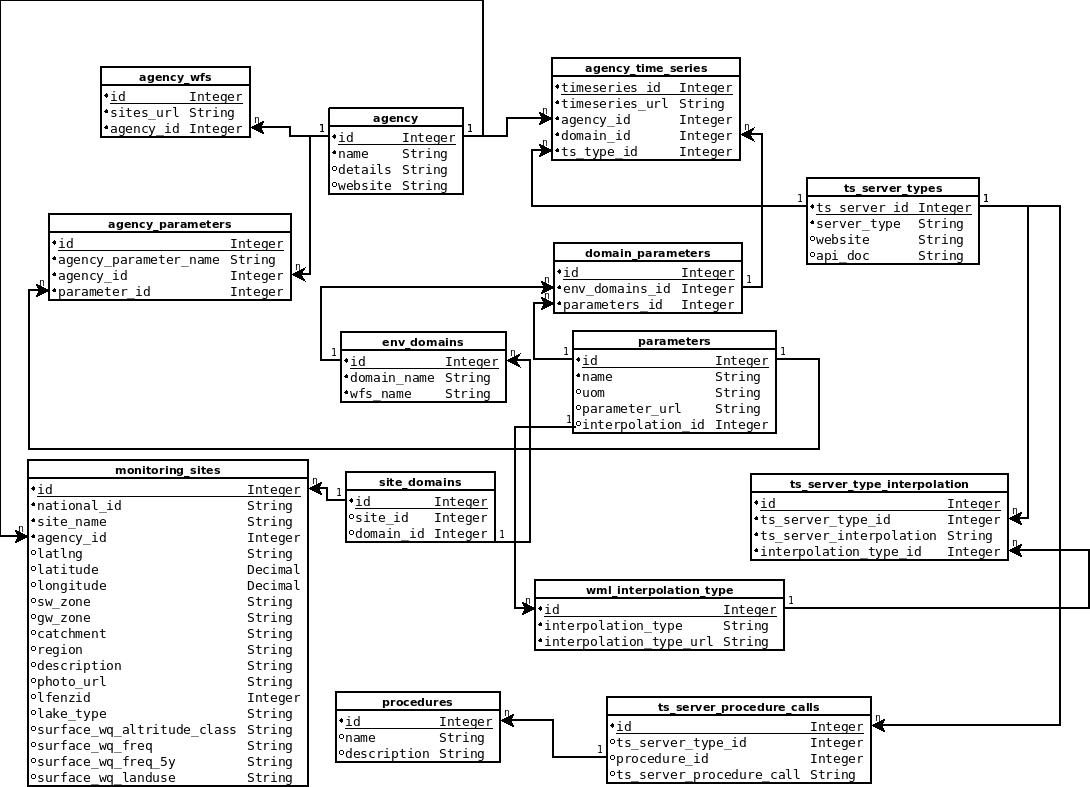 agency_wfs
id Integer
sites_url String
agency_id Integer
n
agency
id Integer
name String
details String
website String
1
1
agency_time_series
timeseries_id Integer
timeseries_url String
agency_id Integer
domain_id Integer
ts_type_id Integer
n
n
n
ts_server_types
ts_server_id Integer
server_type String
website String
api_doc String
1
1
agency_parameters
id Integer
agency_parameter_name String
agency_id Integer
parameter_id Integer
n
n
domain_parameters
id Integer
env_domains_id Integer
parameters_id Integer
n
n
1
env_domains
id Integer
domain_name String
wfs_name String
1
n
parameters
id Integer
name String
uom String
parameter_url String
interpolation_id Integer
1
1
1
monitoring_sites
id Integer
national_id String
site_name String
agency_id Integer
latlng String
latitude Decimal
longitude Decimal
sw_zone String
gw_zone String
catchment String
region String
description String
photo_url String
lfenzid Integer
lake_type String
surface_wq_altritude_class String
surface_wq_freq String
surface_wq_freq_5y String
surface_wq_landuse String
n
n
site_domains
id Integer
site_id Integer
domain_id Integer
1
1
ts_server_type_interpolation
id Integer
ts_server_type_id Integer
ts_server_interpolation String
interpolation_type_id Integer
n
n
wml_interpolation_type
id Integer
interpolation_type String
interpolation_type_url String
n
1
procedures
id Integer
name String
description String
n
ts_server_procedure_calls
id Integer
ts_server_type_id Integer
procedure_id Integer
ts_server_procedure_call String
1
n